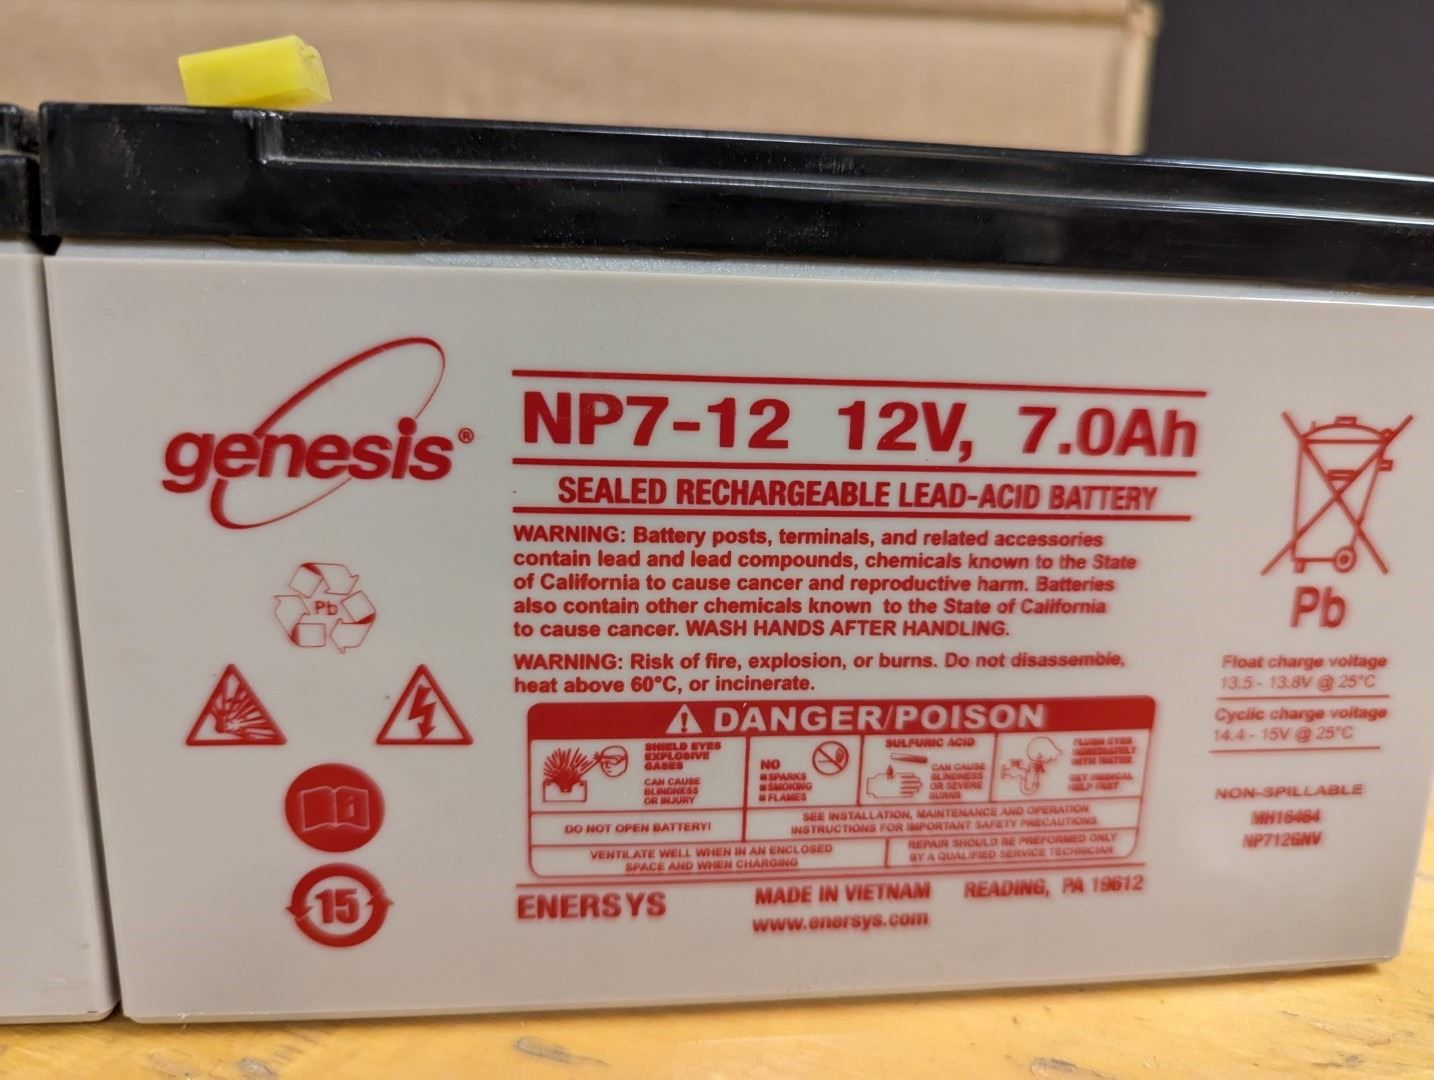 genesis®
NP7-12 12V, 7.0Ah
SEALED RECHARGEABLE LEAD-ACID BATTERY
WARNING: Battery posts, terminals, and related accessories
contain lead and lead compounds, chemicals known to the State
of California to cause cancer and reproductive harm. Batteries
also contain other chemicals known to the State of California
to cause cancer. WASH HANDS AFTER HANDLING.
WARNING: Risk of fire, explosion, or burns. Do not disassemble,
heat above 60°C, or incinerate.
DANGER/POISON
SHIELD EYES
EXPLOSIVE
GASES
CAN CAUSE
BLINDNESS
OR INJURY
NO
SPARKS
SMOKING
FLAMES
SULFURIC ACID
CAN CAUSE
BLINDNESS
OR SEVERE
BURNS
FLUSH EYES
IMMEDIATELY
WITH WATER
GET MEDICAL
HELP FAST
DO NOT OPEN BATTERY!
SEE INSTALLATION, MAINTENANCE AND OPERATION
INSTRUCTIONS FOR IMPORTANT SAFETY PRECAUTIONS
VENTILATE WELL WHEN IN AN ENCLOSED
SPACE AND WHEN CHARGING
REPAIR SHOULD BE PREFORMED ONLY
BY A QUALIFIED SERVICE TECHNICIAN
ENERSYS
MADE IN VIETNAM
READING, PA 19612
www.enersys.com
Pb
15
Pb
Float charge voltage
13.5 - 13.8V @ 25°C
Cyclic charge voltage
14.4 - 15V @ 25°C
NON-SPILLABLE
MH16464
NP712GNV